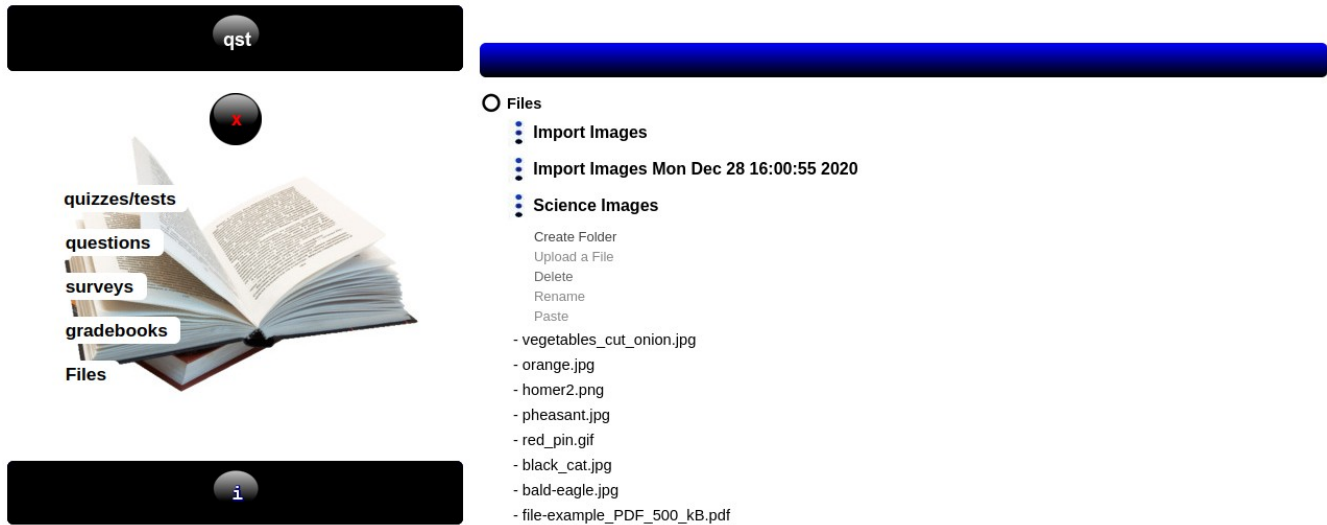 qst
x
quizzes/tests
questions
surveys
gradebooks
Files
i
Files
Import Images
Import Images Mon Dec 28 16:00:55 2020
Science Images
Create Folder
Upload a File
Delete
Rename
Paste
- vegetables_cut_onion.jpg
- orange.jpg
- homer2.png
- pheasant.jpg
- red_pin.gif
- black_cat.jpg
- bald-eagle.jpg
- file-example_PDF_500_kB.pdf